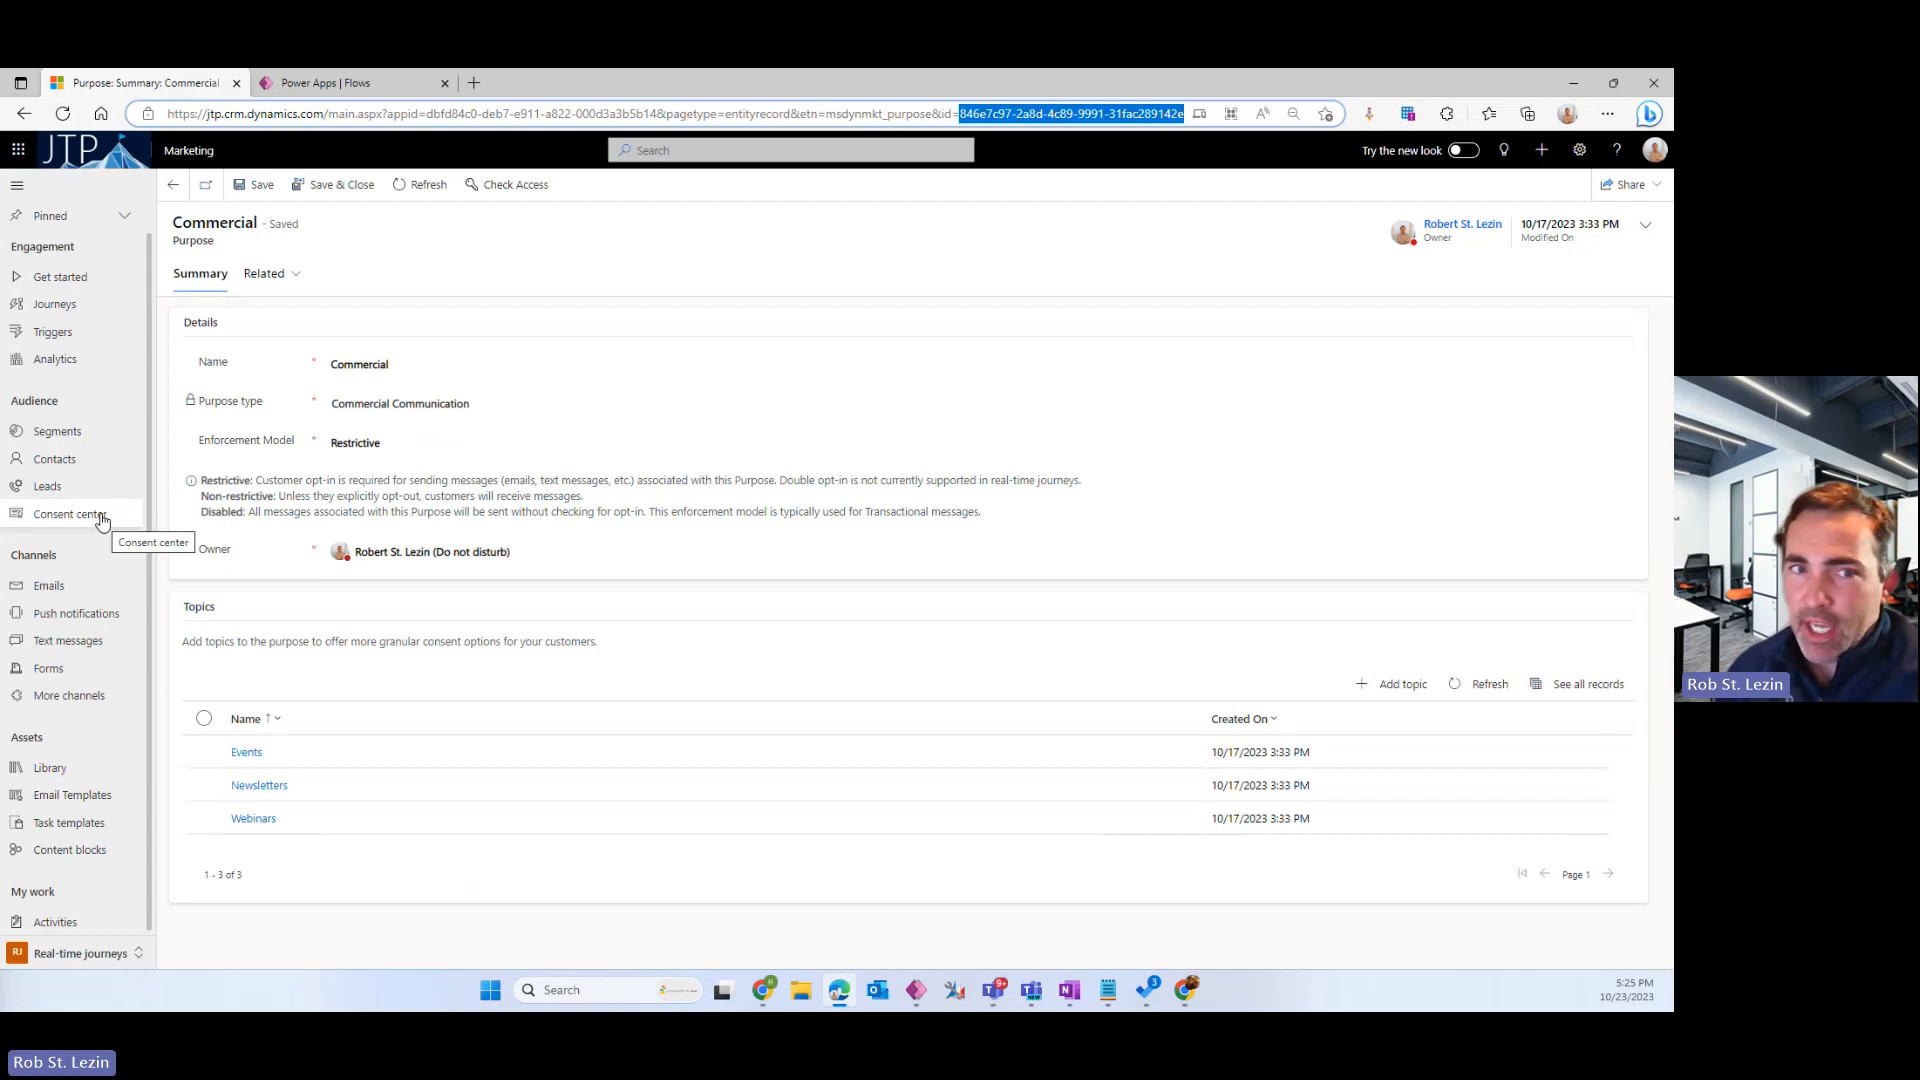 Purpose: Summary: Commercial
Power Apps | Flows
https://jtp.crm.dynamics.com/main.aspx?appid=dbfd84c0-deb7-e911-a822-000d3a3b5b14&pagetype=entityrecord&etn=msdynmkt_purpose&id=846e7c97-2a8d-4c89-9991-31fac289142e
JTP
Marketing
Search
Try the new look
Save
Save & Close
Refresh
Check Access
Share
Pinned
Engagement
Get started
Journeys
Triggers
Analytics
Audience
Segments
Contacts
Leads
Consent center
Consent center
Channels
Emails
Push notifications
Text messages
Forms
More channels
Assets
Library
Email Templates
Task templates
Content blocks
My work
Activities
RJ Real-time journeys
Commercial - Saved
Purpose
Robert St. Lezin
Owner
10/17/2023 3:33 PM
Modified On
Summary
Related
Details
Name * Commercial
Purpose type * Commercial Communication
Enforcement Model * Restrictive
Restrictive: Customer opt-in is required for sending messages (emails, text messages, etc.) associated with this Purpose. Double opt-in is not currently supported in real-time journeys.
Non-restrictive: Unless they explicitly opt-out, customers will receive messages.
Disabled: All messages associated with this Purpose will be sent without checking for opt-in. This enforcement model is typically used for Transactional messages.
Owner * Robert St. Lezin (Do not disturb)
Topics
Add topics to the purpose to offer more granular consent options for your customers.
Add topic
Refresh
See all records
Name
Created On
Events 10/17/2023 3:33 PM
Newsletters 10/17/2023 3:33 PM
Webinars 10/17/2023 3:33 PM
1 - 3 of 3
Page 1
Search
9+
NEW
3
5:25 PM
10/23/2023
Rob St. Lezin
Rob St. Lezin